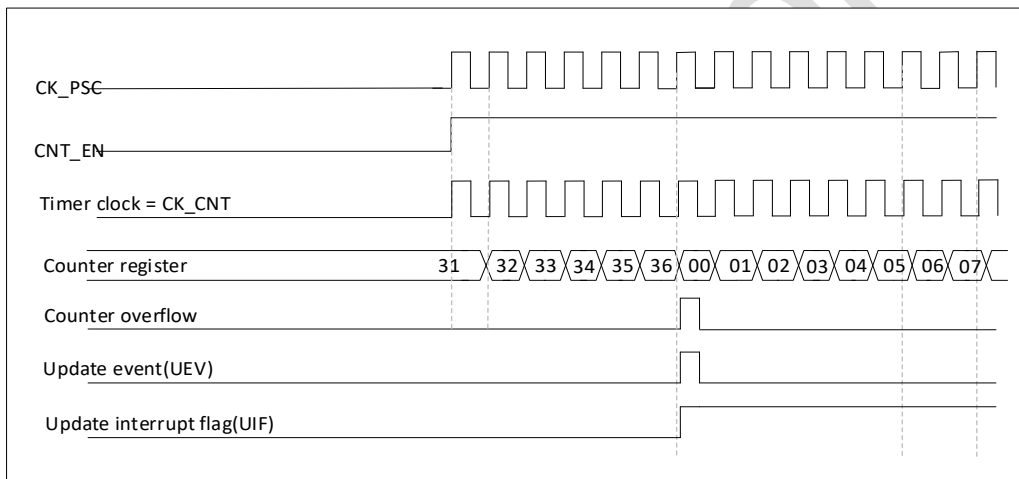 CK_PSC
CNT_EN
Timer clock = CK_CNT
Counter register 31 32 33 34 35 36 00 01 02 03 04 05 06 07
Counter overflow
Update event(UEV)
Update interrupt flag(UIF)